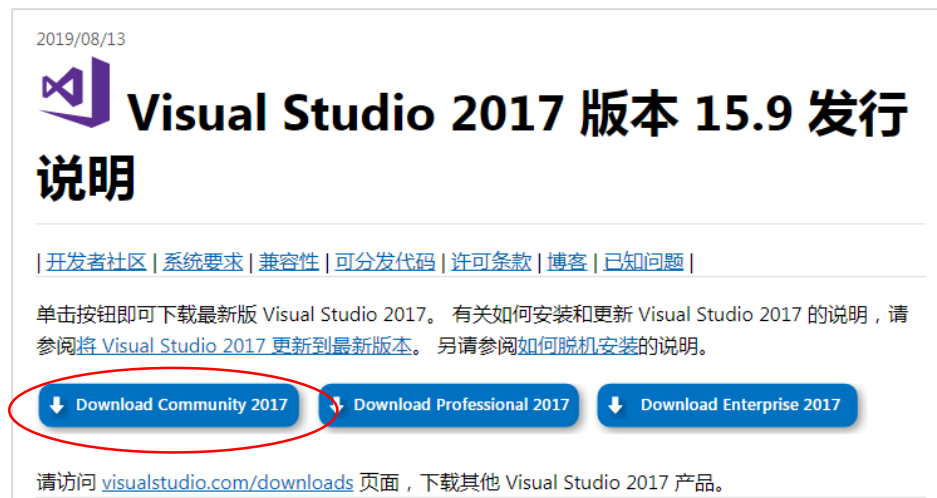 2019/08/13
Visual Studio 2017 版本 15.9 发行
说明
| 开发者社区 | 系统要求 | 兼容性 | 可分发代码 | 许可条款 | 博客 | 已知问题 |
单击按钮即可下载最新版 Visual Studio 2017。 有关如何安装和更新 Visual Studio 2017 的说明，请
参阅将 Visual Studio 2017 更新到最新版本。 另请参阅如何脱机安装的说明。
Download Community 2017 Download Professional 2017 Download Enterprise 2017
请访问 visualstudio.com/downloads 页面，下载其他 Visual Studio 2017 产品。